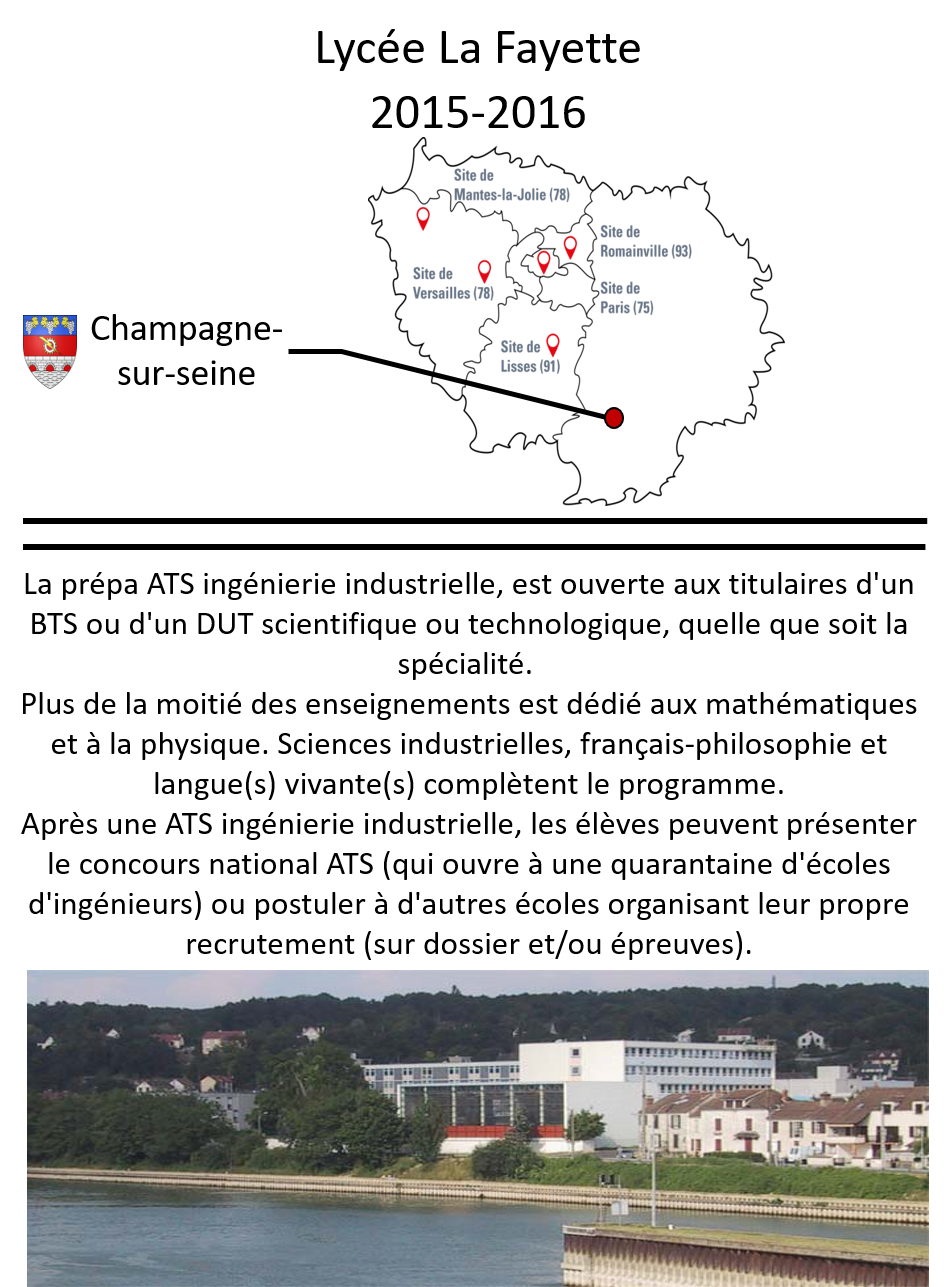 Lycée La Fayette
2015-2016
Site de
Mantes-la-Jolie (78)
Site de
Romainville (93)
Site de
Versailles (78)
Site de
Paris (75)
Champagne-
sur-seine
Site de
Lisses (91)
La prépa ATS ingénierie industrielle, est ouverte aux titulaires d'un
BTS ou d'un DUT scientifique ou technologique, quelle que soit la
spécialité.
Plus de la moitié des enseignements est dédié aux mathématiques
et à la physique. Sciences industrielles, français-philosophie et
langue(s) vivante(s) complètent le programme.
Après une ATS ingénierie industrielle, les élèves peuvent présenter
le concours national ATS (qui ouvre à une quarantaine d'écoles
d'ingénieurs) ou postuler à d'autres écoles organisant leur propre
recrutement (sur dossier et/ou épreuves).